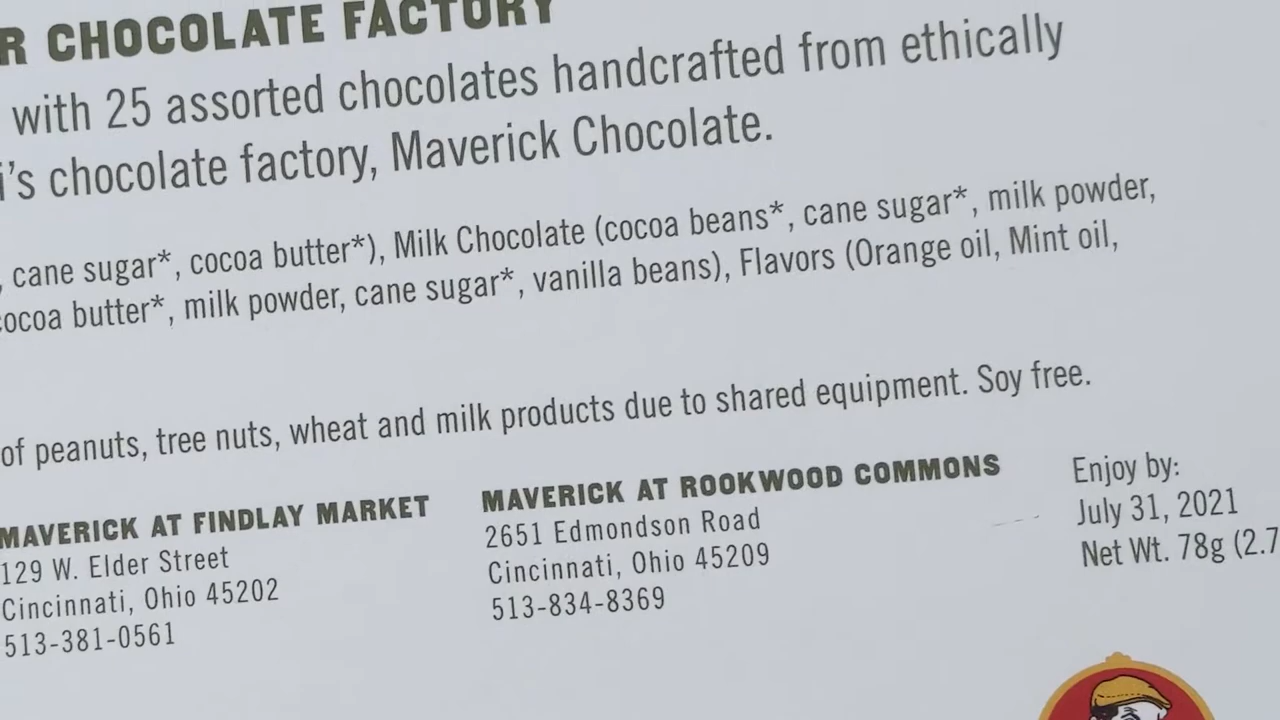 CHOCOLATE FACTORY
with 25 assorted chocolates handcrafted from ethically
i's chocolate factory, Maverick Chocolate.
, cane sugar*, cocoa butter*), Milk Chocolate (cocoa beans*, cane sugar*, milk powder,
cocoa butter*, milk powder, cane sugar*, vanilla beans), Flavors (Orange oil, Mint oil,
of peanuts, tree nuts, wheat and milk products due to shared equipment. Soy free.
MAVERICK AT FINDLAY MARKET
129 W. Elder Street
Cincinnati, Ohio 45202
513-381-0561
MAVERICK AT ROOKWOOD COMMONS
2651 Edmondson Road
Cincinnati, Ohio 45209
513-834-8369
Enjoy by:
July 31, 2021
Net Wt. 78g (2.7